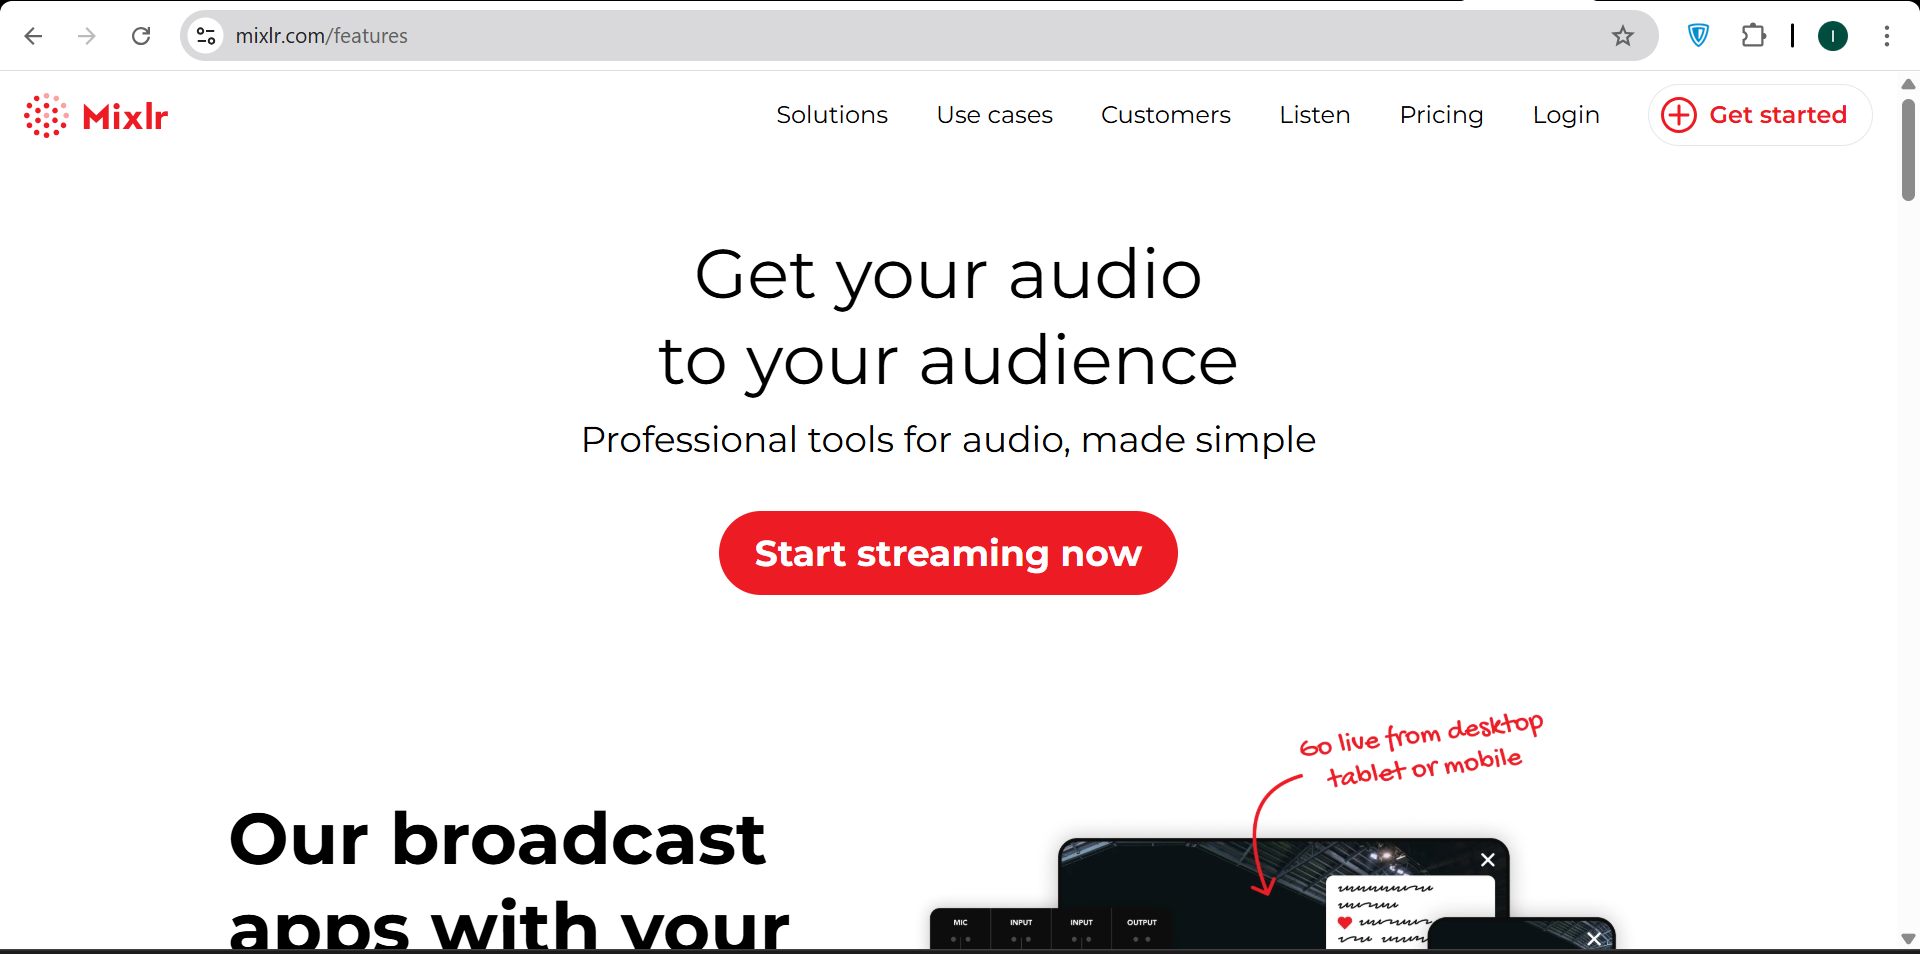 mixlr.com/features
I
Mixlr
Solutions
Use cases
Customers
Listen
Pricing
Login
Get started
Get your audio
to your audience
Professional tools for audio, made simple
Start streaming now
Go live from desktop
tablet or mobile
Our broadcast
apps with your
MIC
INPUT
INPUT
OUTPUT